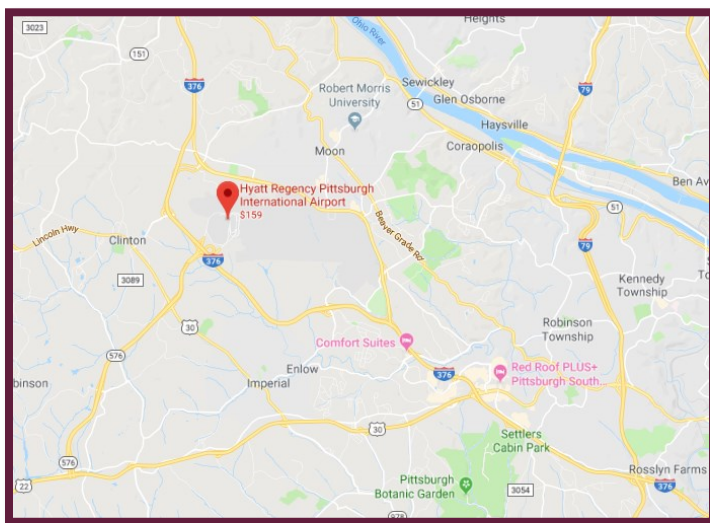 Heights
3023
Ohio River
151
376
Robert Morris
University
Sewickley
51
Glen Osborne
79
Haysville
Coraopolis
Moon
Ben Av
Hyatt Regency Pittsburgh
International Airport
$159
51
Beaver Grade Rd
Lincoln Hwy
Clinton
376
79
3089
Kennedy
Township
30
Robinson
Township
Comfort Suites
576
Enlow
376
Red Roof PLUS+
Pittsburgh South...
binson
Imperial
30
Settlers
Cabin Park
576
Rosslyn Farms
22
Pittsburgh
Botanic Garden
3054
376
978